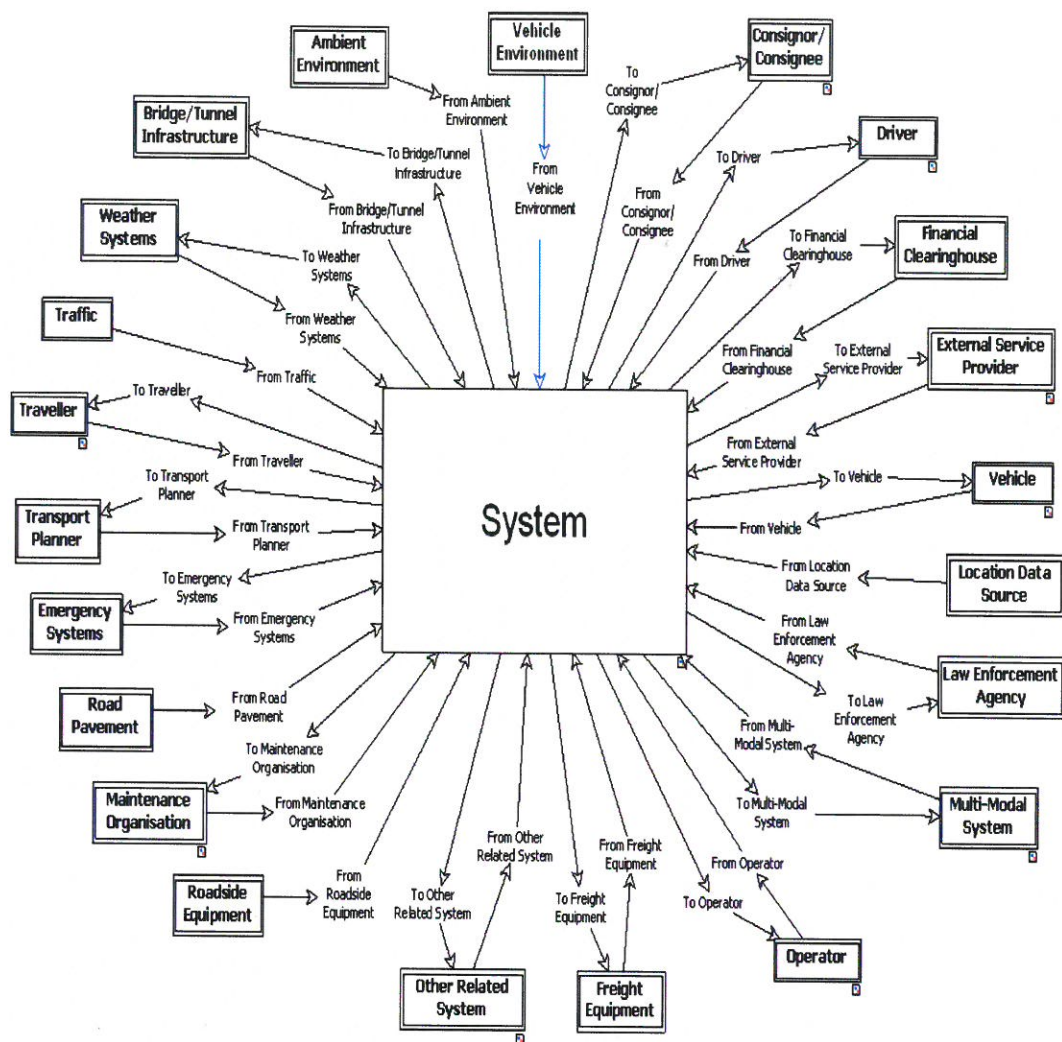 Ambient
Environment
Vehicle
Environment
Consignor/
Consignee
To
Consignor/
Consignee
From Ambient
Environment
Bridge/Tunnel
Infrastructure
To Bridge/Tunnel
Infrastructure
From
Vehicle
Environment
From
Consignor/
Consignee
To Driver
Driver
From Bridge/Tunnel
Infrastructure
Weather
Systems
To Weather
Systems
From Driver
To Financial
Clearinghouse
Financial
Clearinghouse
From Weather
Systems
Traffic
From Traffic
From Financial
Clearinghouse
To External
Service Provider
External Service
Provider
To Traveller
Traveller
From Traveller
From External
Service Provider
To Vehicle
Vehicle
To Transport
Planner
Transport
Planner
From Transport
Planner
System
From Vehicle
From Location
Data Source
Location Data
Source
To Emergency
Systems
Emergency
Systems
From Emergency
Systems
From Law
Enforcement
Agency
Law Enforcement
Agency
To Law
Enforcement
Agency
Road
Pavement
From Road
Pavement
From Multi-
Modal System
To Maintenance
Organisation
Maintenance
Organisation
From Maintenance
Organisation
To Multi-Modal
System
Multi-Modal
System
From Other
Related System
From Freight
Equipment
From Operator
Roadside
Equipment
From
Roadside
Equipment
To Other
Related System
To Freight
Equipment
To Operator
Operator
Other Related
System
Freight
Equipment